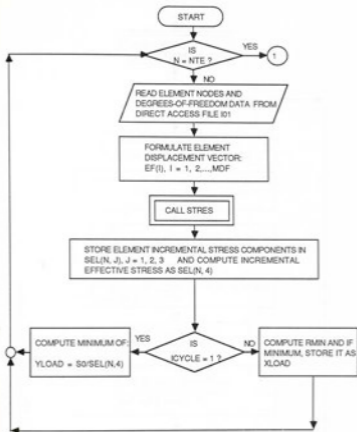 START
IS
N = NTE ?
YES
1
NO
READ ELEMENT NODES AND
DEGREES-OF-FREEDOM DATA FROM
DIRECT ACCESS FILE I01
FORMULATE ELEMENT
DISPLACEMENT VECTOR:
EF(I), I = 1, 2,...,MDF
CALL STRES
STORE ELEMENT INCREMENTAL STRESS COMPONENTS IN
SEL(N, J), J = 1, 2, 3 AND COMPUTE INCREMENTAL
EFFECTIVE STRESS AS SEL(N, 4)
COMPUTE MINIMUM OF:
YLOAD = S0/SEL(N,4)
YES
IS
ICYCLE = 1 ?
NO
COMPUTE RMIN AND IF
MINIMUM, STORE IT AS
XLOAD